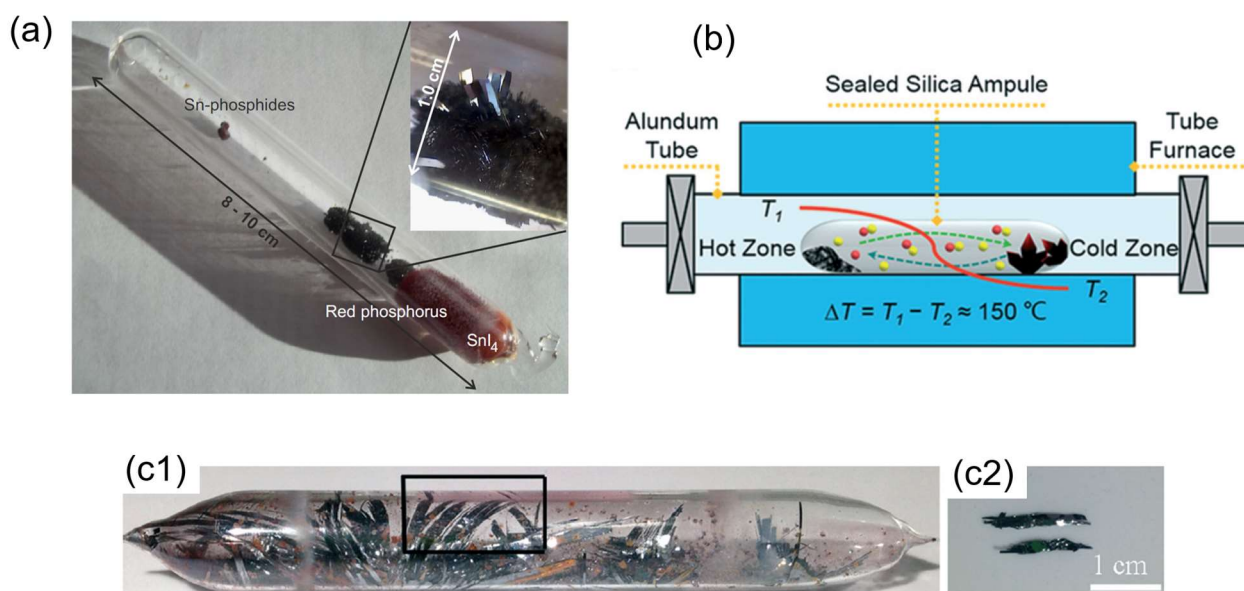 (a)
Sn-phosphides
8 - 10 cm
1.0 cm
Red phosphorus
SnI4
(b)
Sealed Silica Ampule
Alundum
Tube
Tube
Furnace
T1
Hot Zone
Cold Zone
T2
ΔT = T1 − T2 ≈ 150 ℃
(c1)
(c2)
1 cm